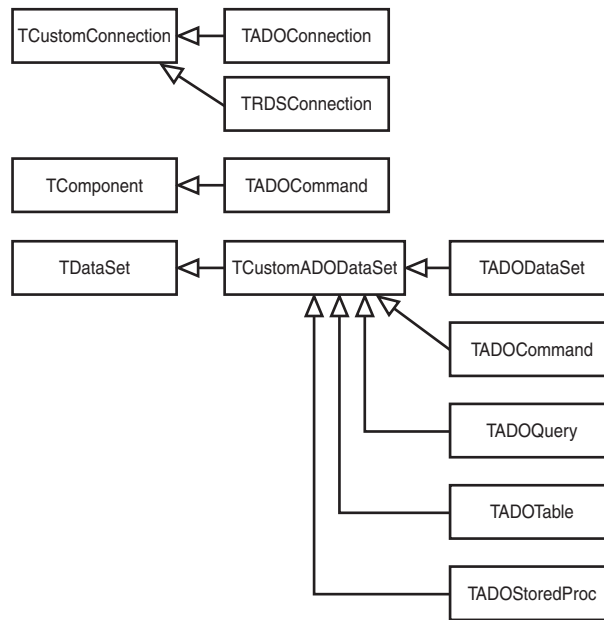 TCustomConnection
TADOConnection
TRDSConnection
TComponent
TADOCommand
TDataSet
TCustomADODataSet
TADODataSet
TADOCommand
TADOQuery
TADOTable
TADOStoredProc